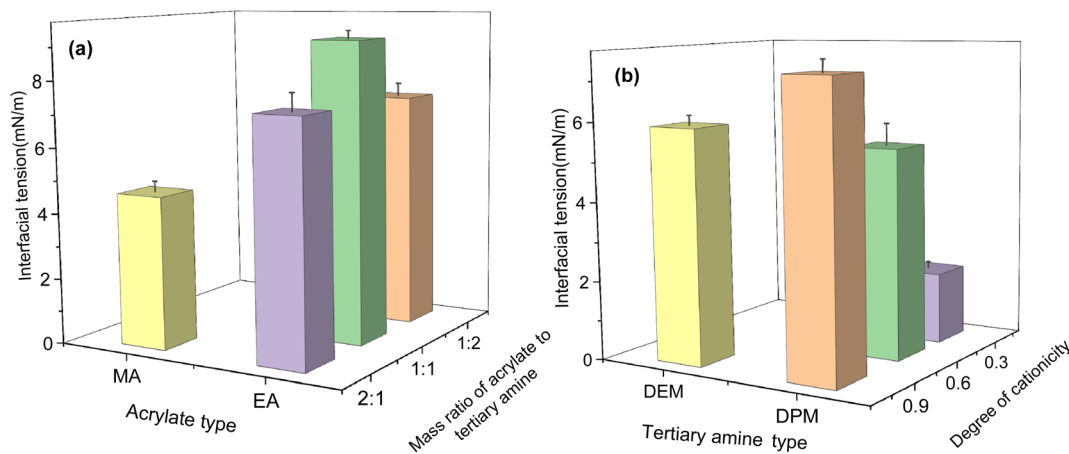 (a)
Interfacial tension(mN/m)
8
6
4
2
0
MA
EA
Acrylate type
2:1
1:1
1:2
Mass ratio of acrylate to
tertiary amine
(b)
Interfacial tension(mN/m)
6
4
2
0
DEM
DPM
Tertiary amine type
0.9
0.6
0.3
Degree of cationicity